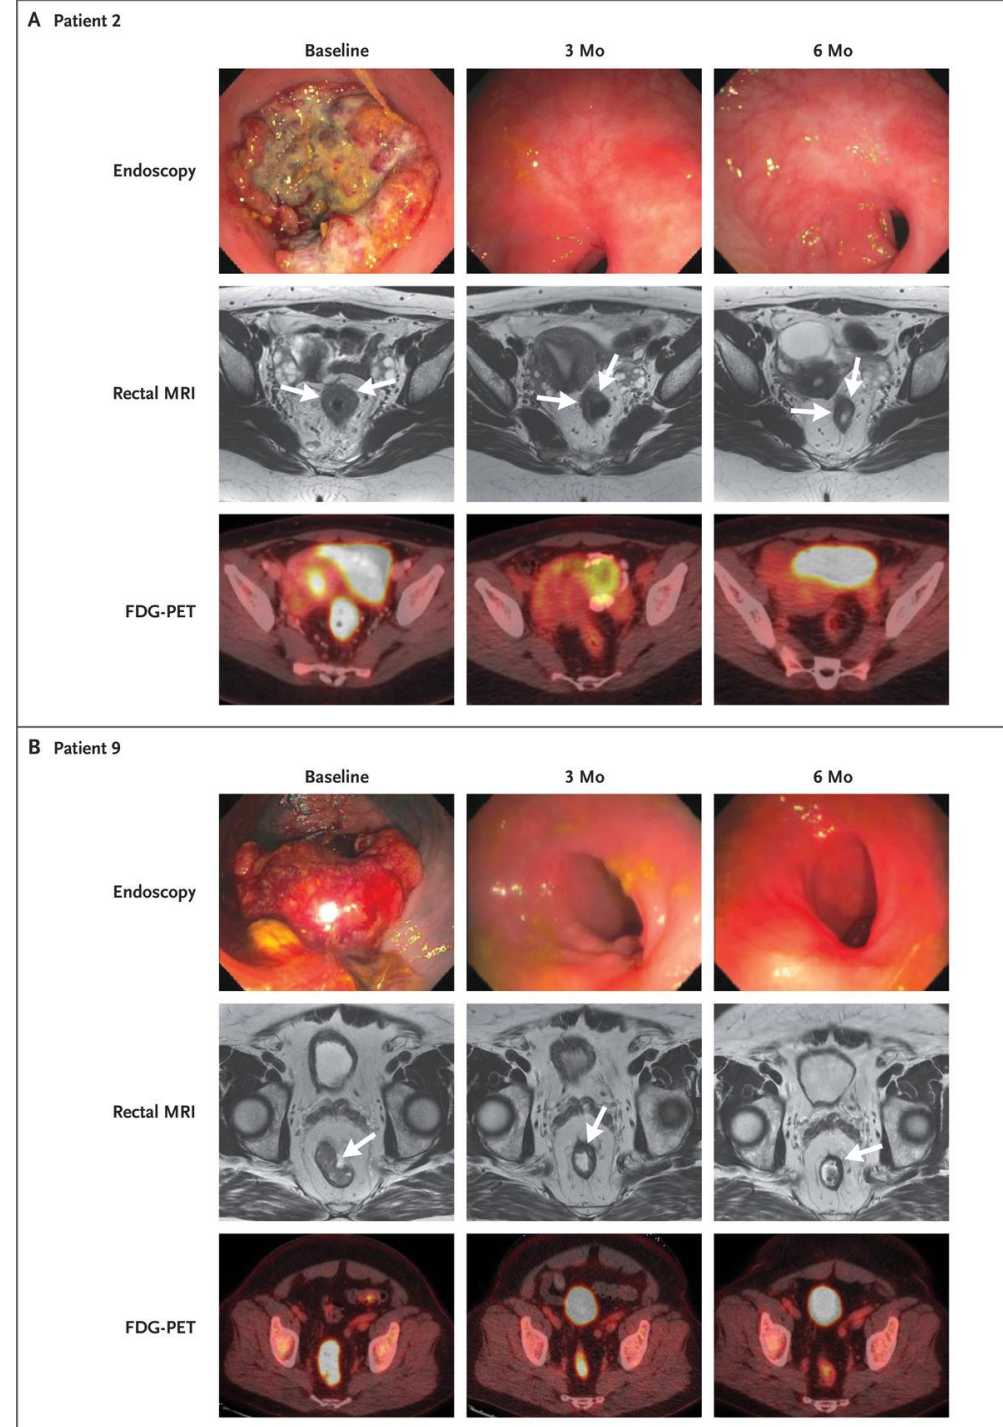 A Patient 2
Baseline 3 Mo 6 Mo
Endoscopy
Rectal MRI
FDG-PET
B Patient 9
Baseline 3 Mo 6 Mo
Endoscopy
Rectal MRI
FDG-PET